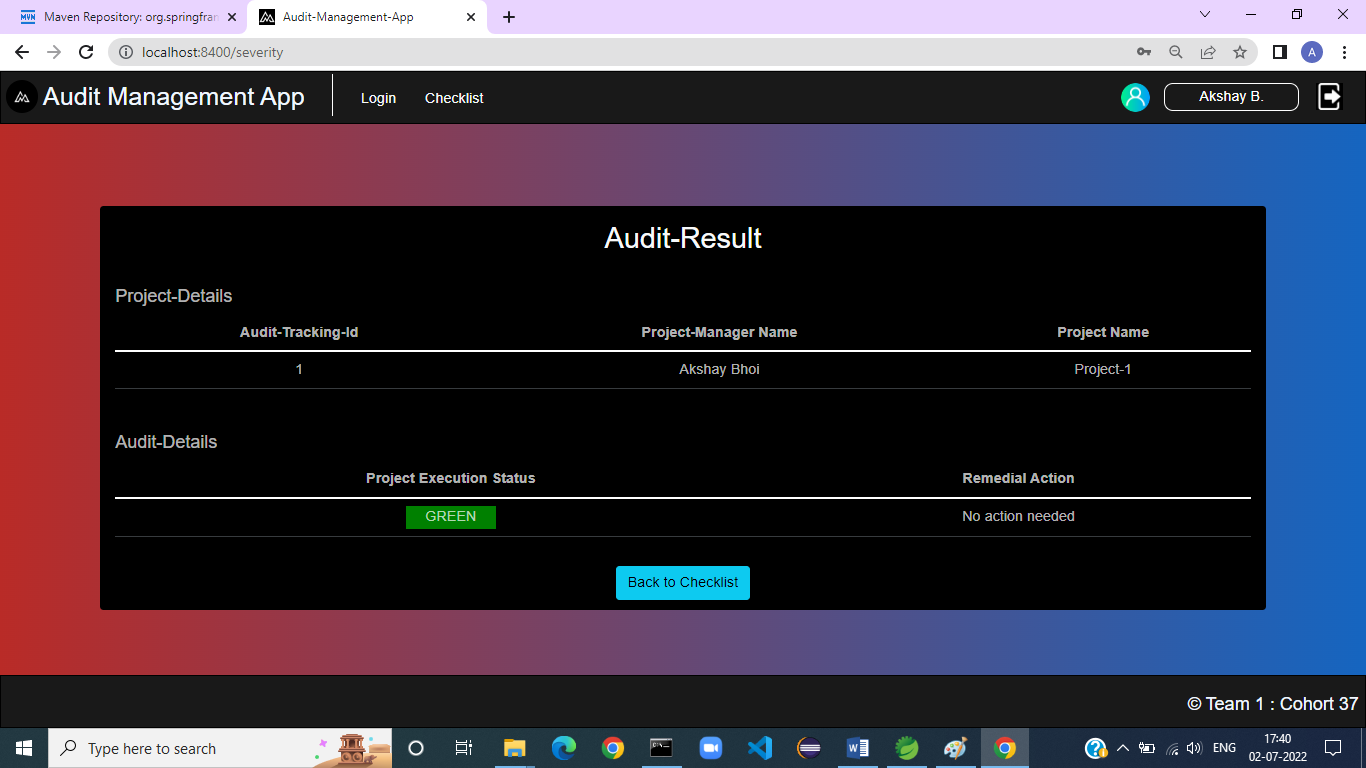 Maven Repository: org.springfran
Audit-Management-App
localhost:8400/severity
A
Audit Management App
Login
Checklist
Akshay B.
Audit-Result
Project-Details
Audit-Tracking-Id Project-Manager Name Project Name
1 Akshay Bhoi Project-1
Audit-Details
Project Execution Status Remedial Action
GREEN No action needed
Back to Checklist
© Team 1 : Cohort 37
Type here to search
ENG
17:40
02-07-2022